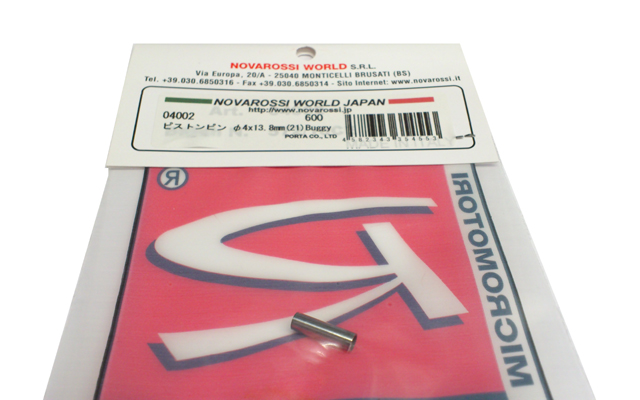 NOVAROSSI WORLD S.R.L.
Via Europa, 20/A - 25040 MONTICELLI BRUSATI (BS)
Tel. +39.030.6850316 - Fax +39.030.6854314 - Sito Internet: www.novarossi.it
NOVAROSSI WORLD JAPAN
http://www.novarossi.jp
04002 600
ピストンピン φ4x13.8mm(21)Buggy
PORTA CO., LTD
®
MICROMOTORI